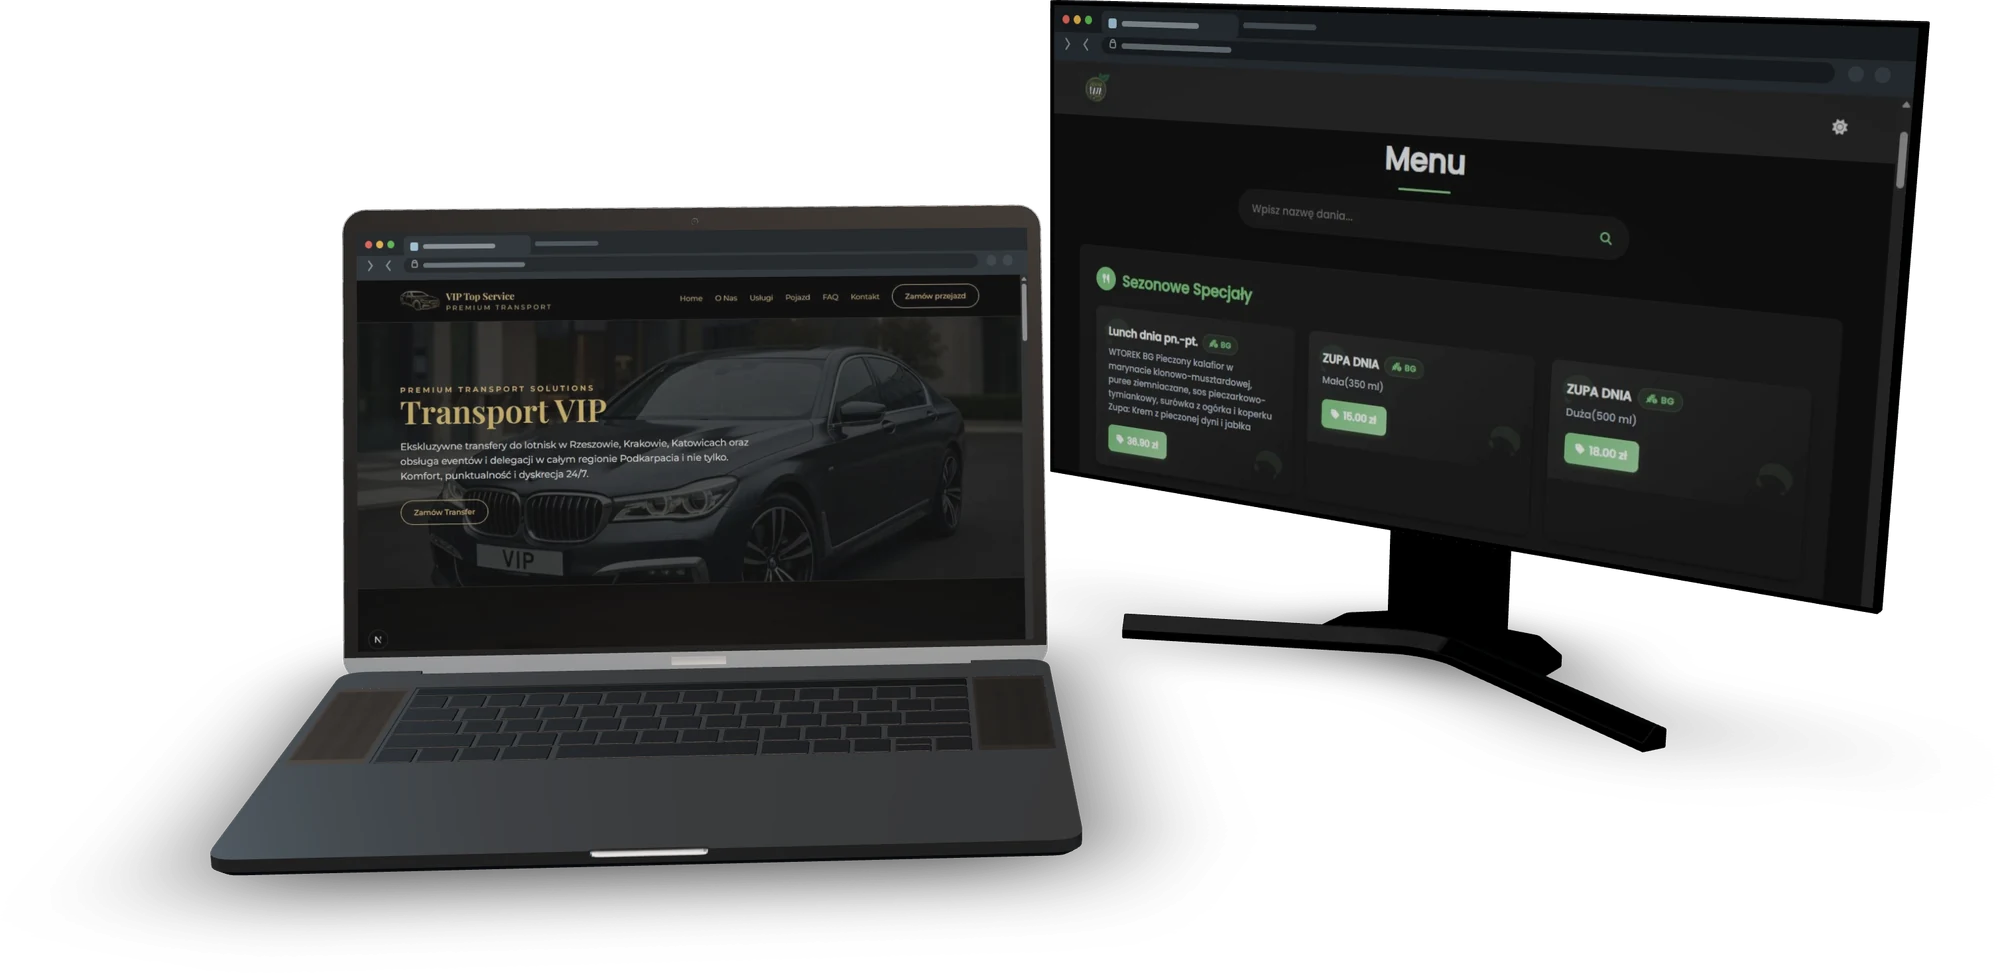 VIP Top Service
PREMIUM TRANSPORT
Home O Nas Usługi Pojazd FAQ Kontakt Zamów przejazd
PREMIUM TRANSPORT SOLUTIONS
Transport VIP
Ekskluzywne transfery do lotnisk w Rzeszowie, Krakowie, Katowicach oraz
obsługa eventów i delegacji w całym regionie Podkarpacia i nie tylko.
Komfort, punktualność i dyskrecja 24/7.
Zamów Transfer
VIP
N
Menu
Wpisz nazwę dania...
Sezonowe Specjały
Lunch dnia pn.-pt. BG
WTOREK BG Pieczony kalafior w
marynacie klonowo-musztardowej,
puree ziemniaczane, sos pieczarkowo-
tymiankowy, surówka z ogórka i koperku
Zupa: Krem z pieczonej dyni i jabłka
36.90 zł
ZUPA DNIA BG
Mała(350 ml)
15.00 zł
ZUPA DNIA BG
Duża(500 ml)
18.00 zł